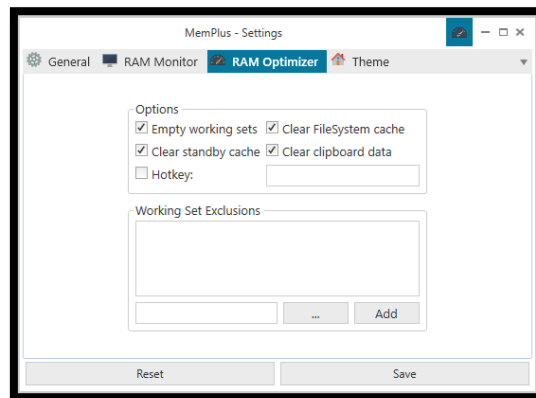 MemPlus - Settings
General RAM Monitor RAM Optimizer Theme
Options
Empty working sets Clear FileSystem cache
Clear standby cache Clear clipboard data
Hotkey:
Working Set Exclusions
... Add
Reset Save